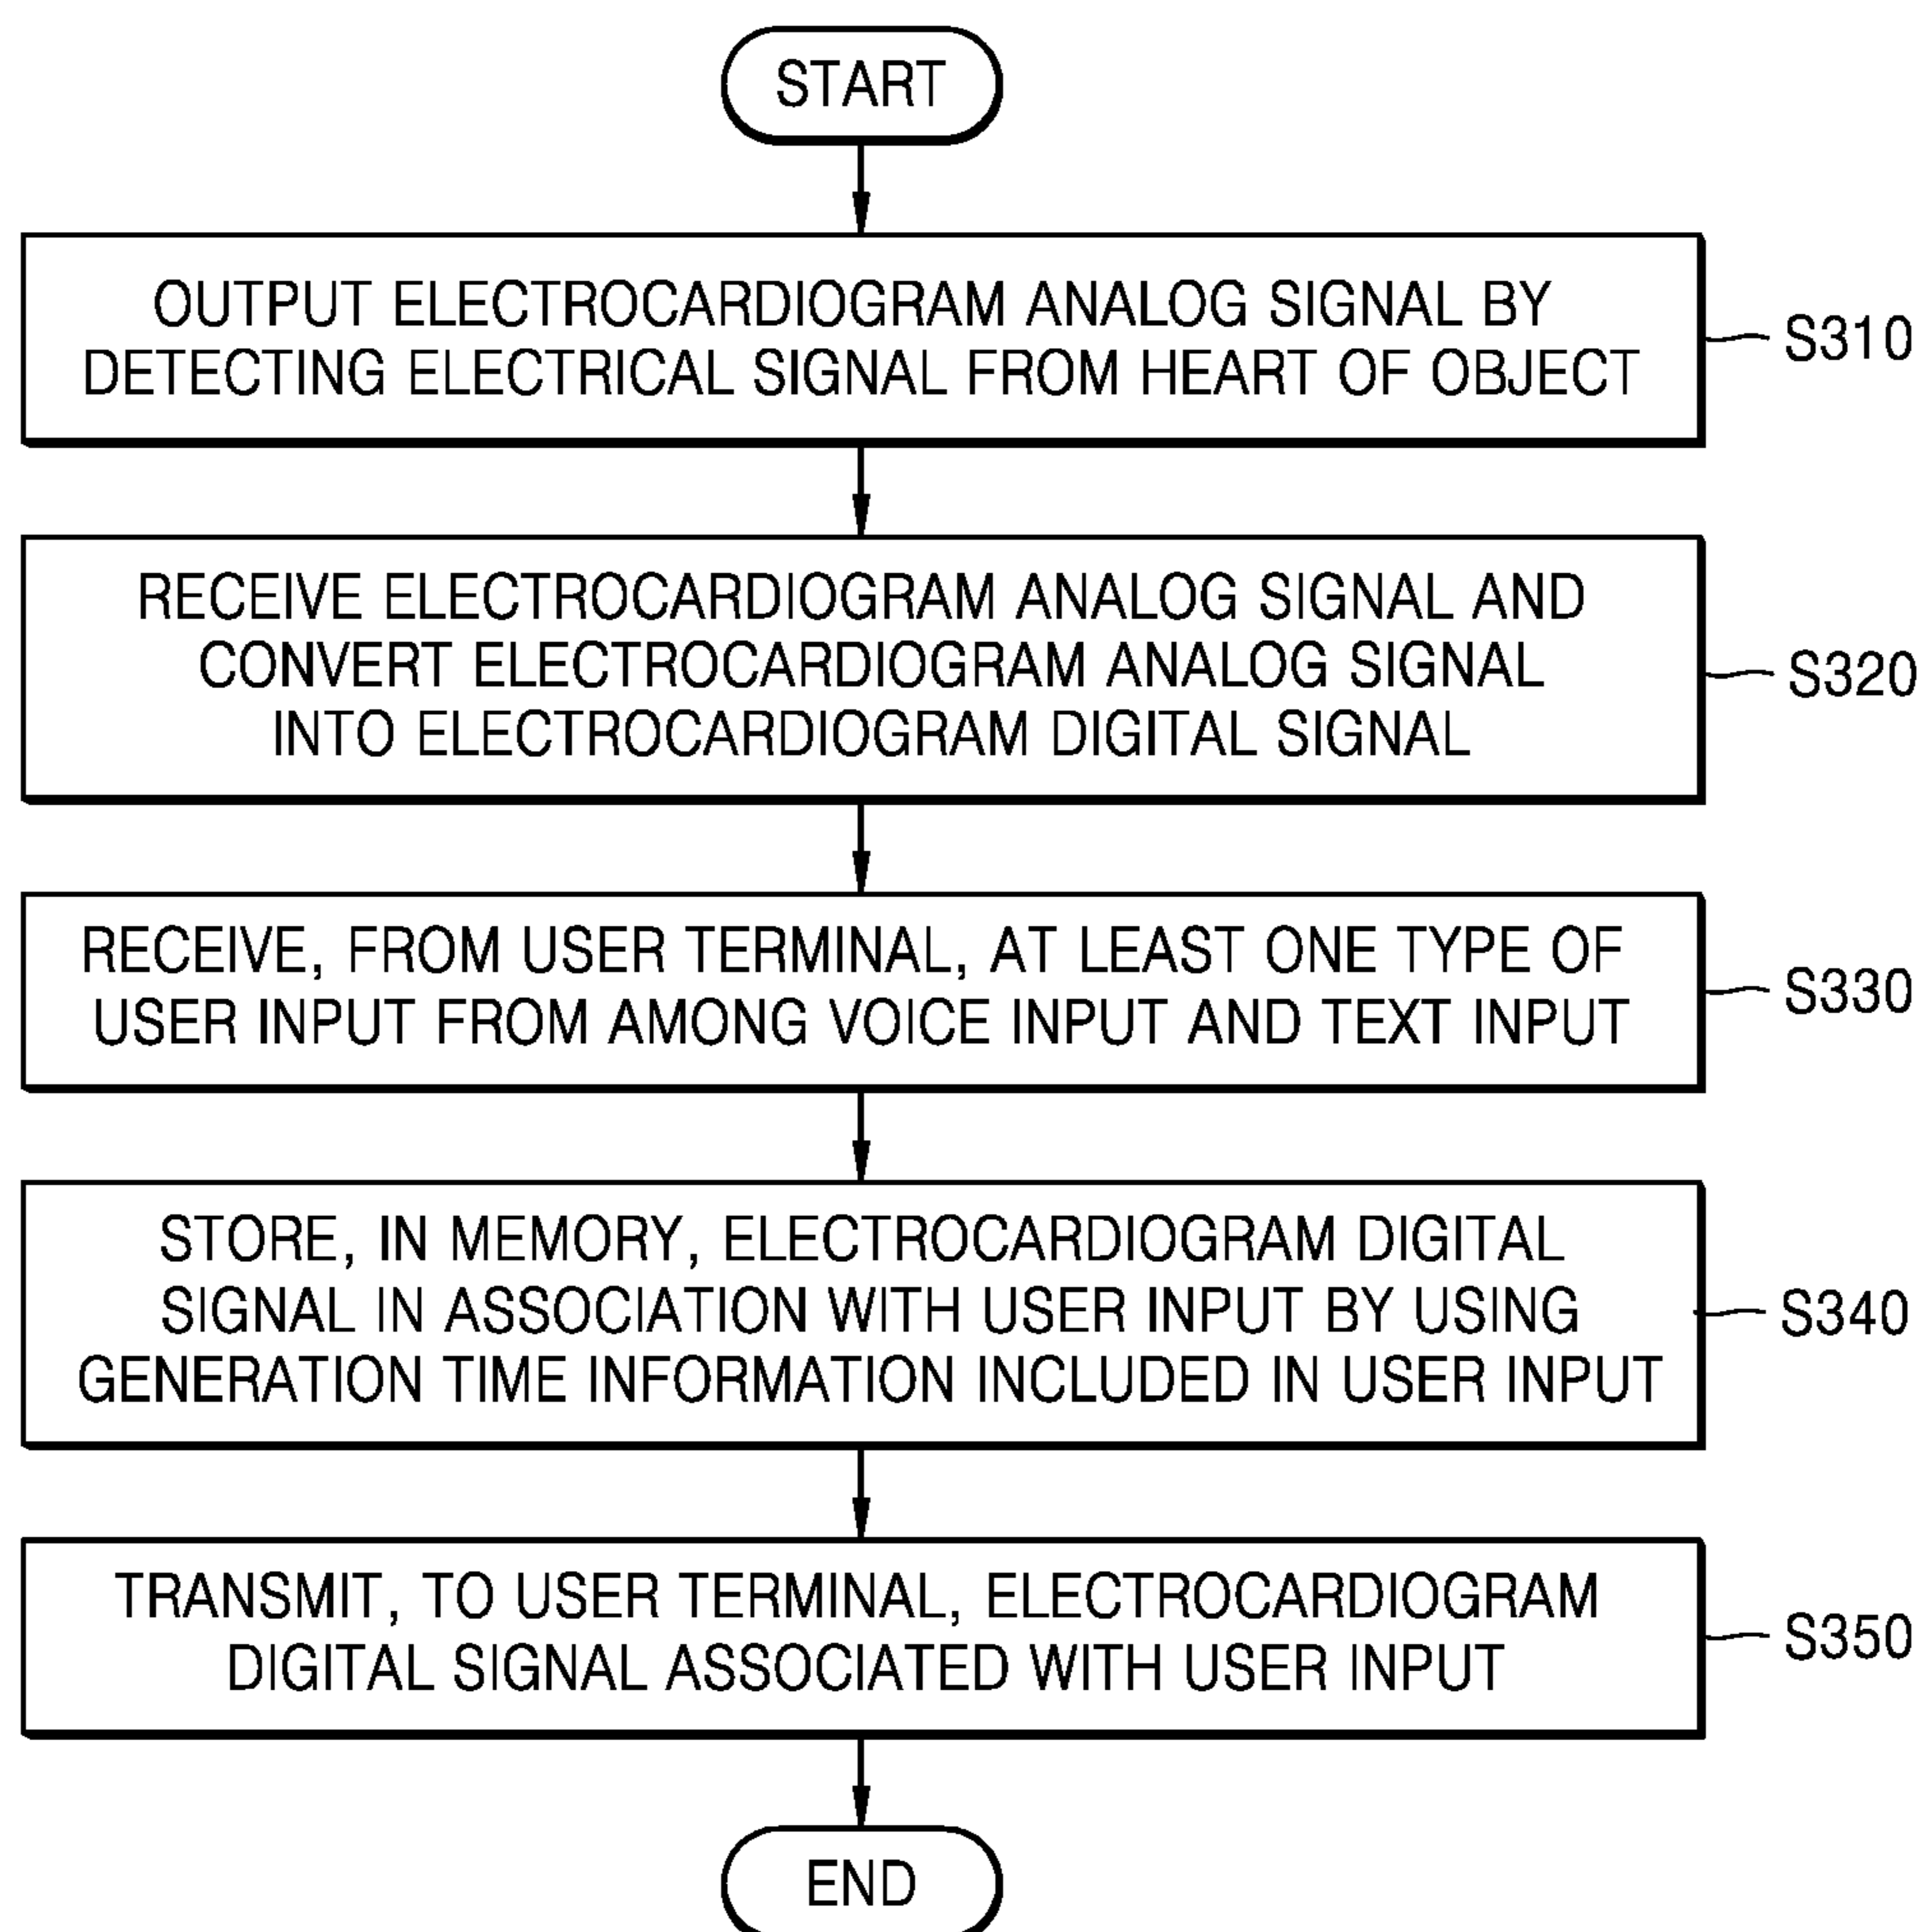 START
OUTPUT ELECTROCARDIOGRAM ANALOG SIGNAL BY
DETECTING ELECTRICAL SIGNAL FROM HEART OF OBJECT
S310
RECEIVE ELECTROCARDIOGRAM ANALOG SIGNAL AND
CONVERT ELECTROCARDIOGRAM ANALOG SIGNAL
INTO ELECTROCARDIOGRAM DIGITAL SIGNAL
S320
RECEIVE, FROM USER TERMINAL, AT LEAST ONE TYPE OF
USER INPUT FROM AMONG VOICE INPUT AND TEXT INPUT
S330
STORE, IN MEMORY, ELECTROCARDIOGRAM DIGITAL
SIGNAL IN ASSOCIATION WITH USER INPUT BY USING
GENERATION TIME INFORMATION INCLUDED IN USER INPUT
S340
TRANSMIT, TO USER TERMINAL, ELECTROCARDIOGRAM
DIGITAL SIGNAL ASSOCIATED WITH USER INPUT
S350
END